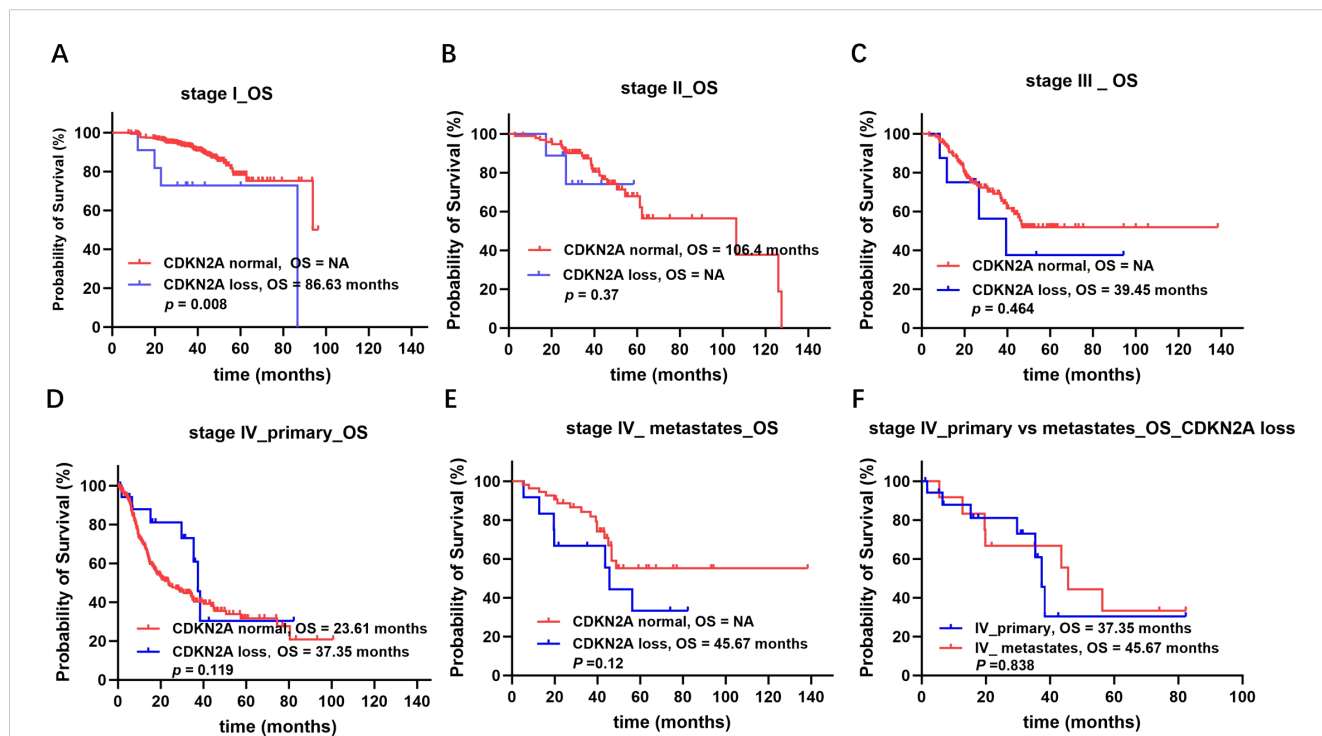 A
stage I_OS
Probability of Survival (%)
100
80
60
40
20
0
CDKN2A normal, OS = NA
CDKN2A loss, OS = 86.63 months
p = 0.008
0 20 40 60 80 100 120 140
time (months)
B
stage II_OS
Probability of Survival (%)
100
80
60
40
20
0
CDKN2A normal, OS = 106.4 months
CDKN2A loss, OS = NA
p = 0.37
0 20 40 60 80 100 120 140
time (months)
C
stage III _ OS
Probability of Survival (%)
100
80
60
40
20
0
CDKN2A normal, OS = NA
CDKN2A loss, OS = 39.45 months
p = 0.464
0 20 40 60 80 100 120 140
time (months)
D
stage IV_primary_OS
Probability of Survival (%)
100
80
60
40
20
0
CDKN2A normal, OS = 23.61 months
CDKN2A loss, OS = 37.35 months
p = 0.119
0 20 40 60 80 100 120 140
time (months)
E
stage IV_ metastates_OS
Probability of Survival (%)
100
80
60
40
20
0
CDKN2A normal, OS = NA
CDKN2A loss, OS = 45.67 months
P =0.12
0 20 40 60 80 100 120 140
time (months)
F
stage IV_primary vs metastates_OS_CDKN2A loss
Probability of Survival (%)
100
80
60
40
20
0
IV_primary, OS = 37.35 months
IV_ metastates, OS = 45.67 months
P =0.838
0 20 40 60 80 100
time (months)